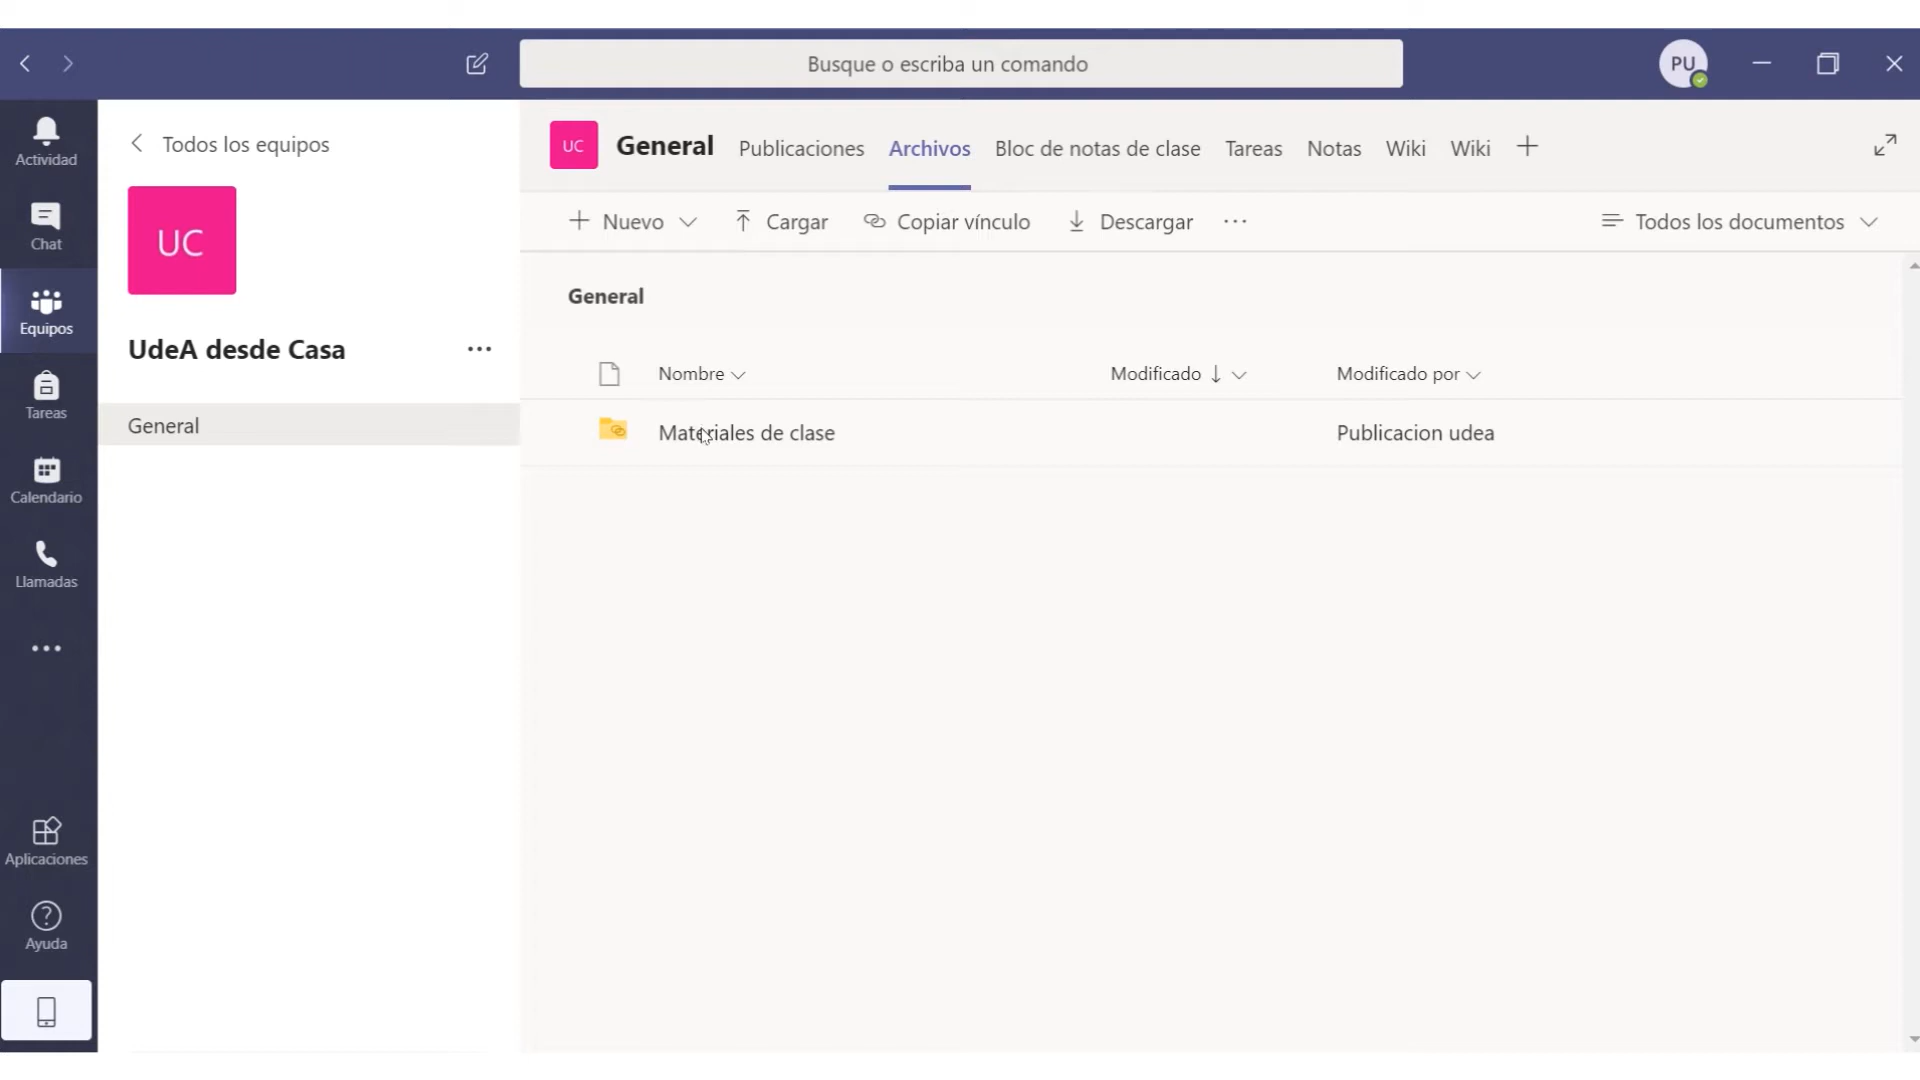 Busque o escriba un comando
PU
Actividad
Chat
Equipos
Tareas
Calendario
Llamadas
Aplicaciones
Ayuda
Todos los equipos
UC
UdeA desde Casa
General
UC
General
Publicaciones
Archivos
Bloc de notas de clase
Tareas
Notas
Wiki
Wiki
Nuevo
Cargar
Copiar vínculo
Descargar
Todos los documentos
General
Nombre
Modificado
Modificado por
Materiales de clase
Publicacion udea